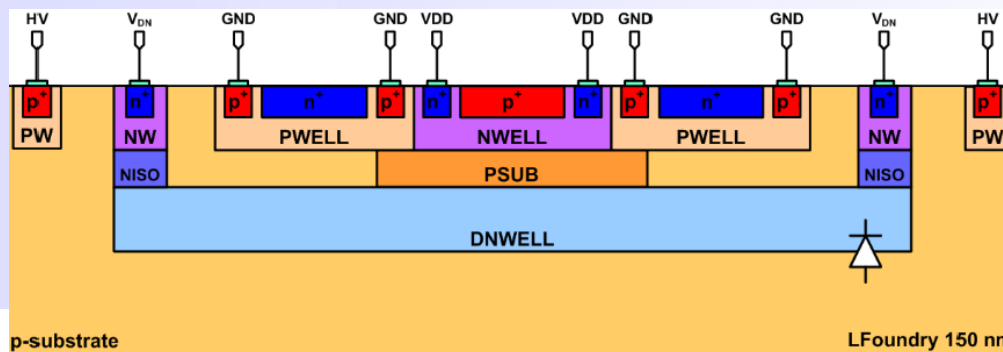 HV V_DN GND GND VDD VDD GND GND V_DN HV
p+ n+ p+ n+ p+ n+ p+ n+ p+ n+ p+ n+ p+
PW NW PWELL NWELL PWELL NW PW
NISO PSUB NISO
DNWELL
p-substrate LFoundry 150 nm